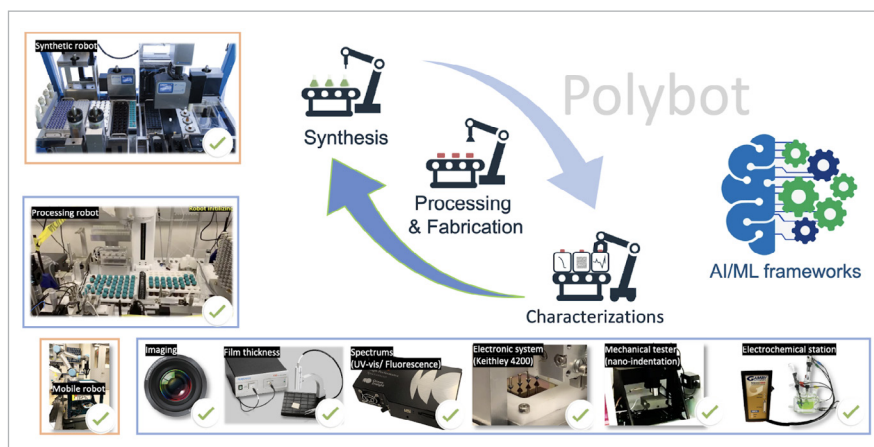 Synthetic robot
Polybot
Synthesis
Processing robot
Processing
& Fabrication
AI/ML frameworks
Characterizations
Mobile robot
Imaging
Film thickness
Spectrums
(UV-vis/ Fluorescence)
Electronic system
(Keithley 4200)
Mechanical tester
(nano-indentation)
Electrochemical station